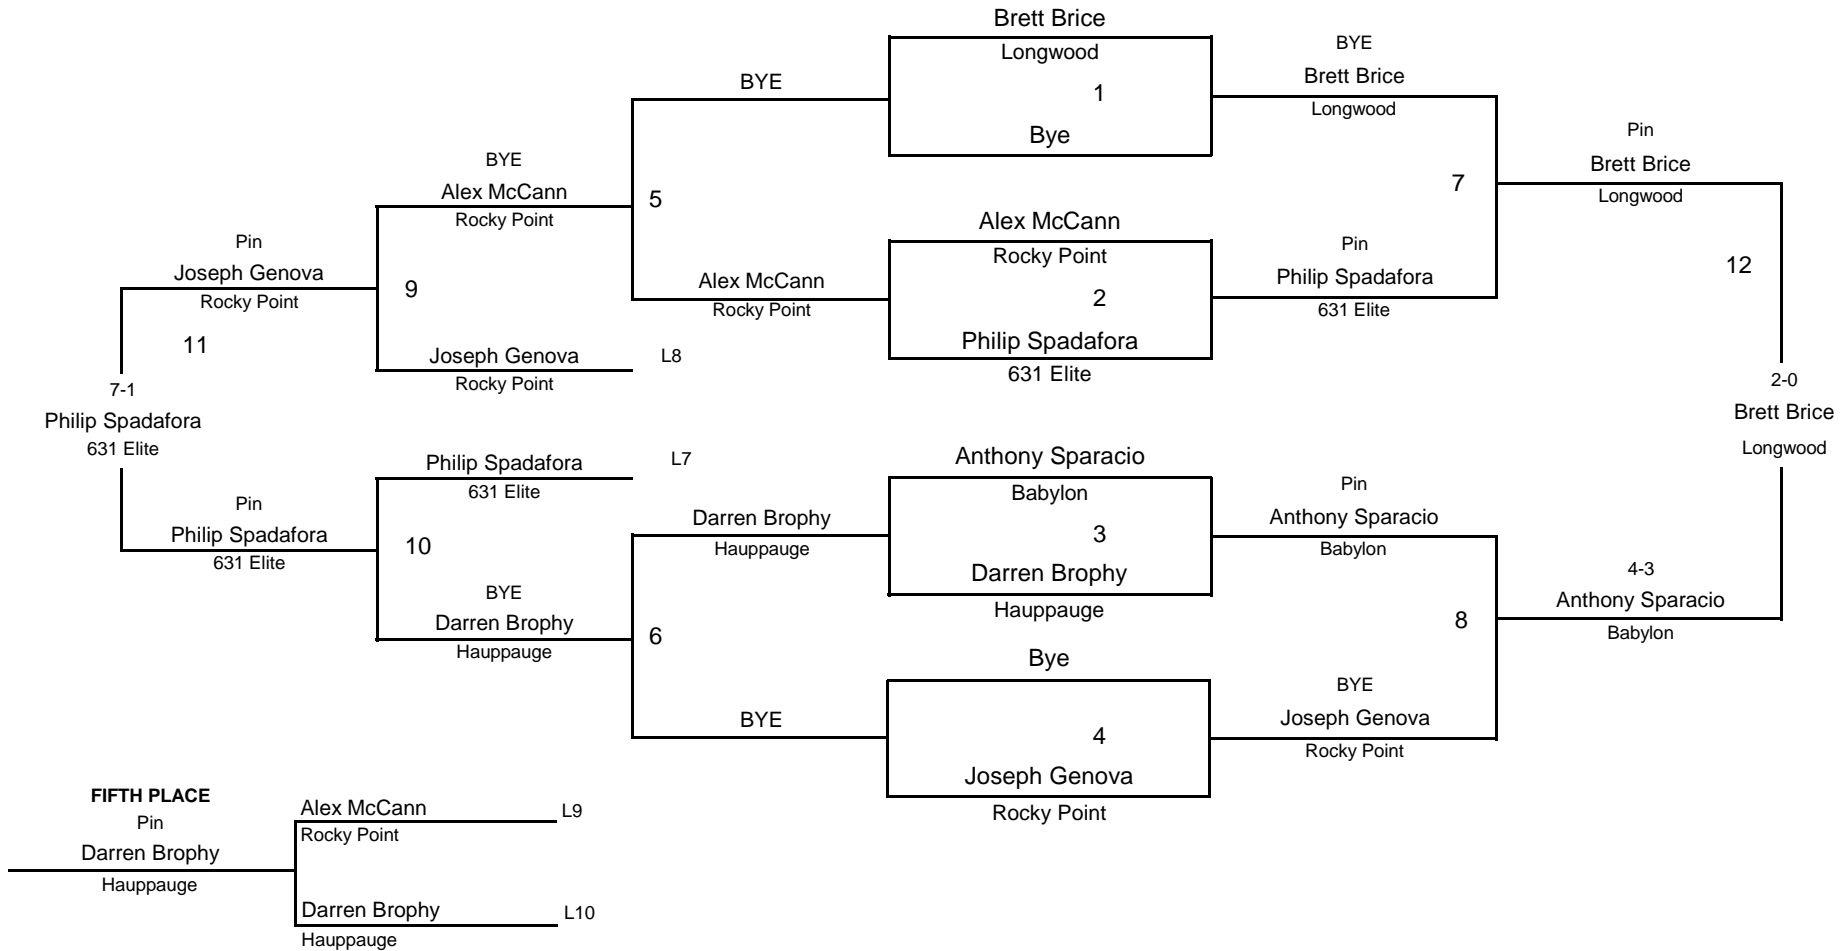 Brett Brice
Longwood
1
Bye
BYE
Brett Brice
Longwood
BYE
Pin
Brett Brice
Longwood
7
BYE
Alex McCann
Rocky Point
5
Alex McCann
Rocky Point
2
Philip Spadafora
631 Elite
Pin
Philip Spadafora
631 Elite
12
Pin
Joseph Genova
Rocky Point
9
Alex McCann
Rocky Point
11
Joseph Genova
Rocky Point
L8
7-1
Philip Spadafora
631 Elite
2-0
Brett Brice
Longwood
Philip Spadafora
631 Elite
L7
Anthony Sparacio
Babylon
3
Darren Brophy
Hauppauge
Pin
Anthony Sparacio
Babylon
Pin
Philip Spadafora
631 Elite
10
Darren Brophy
Hauppauge
BYE
Darren Brophy
Hauppauge
6
8
4-3
Anthony Sparacio
Babylon
Bye
4
Joseph Genova
Rocky Point
BYE
BYE
Joseph Genova
Rocky Point
FIFTH PLACE
Pin
Darren Brophy
Hauppauge
Alex McCann
Rocky Point
L9
Darren Brophy
Hauppauge
L10